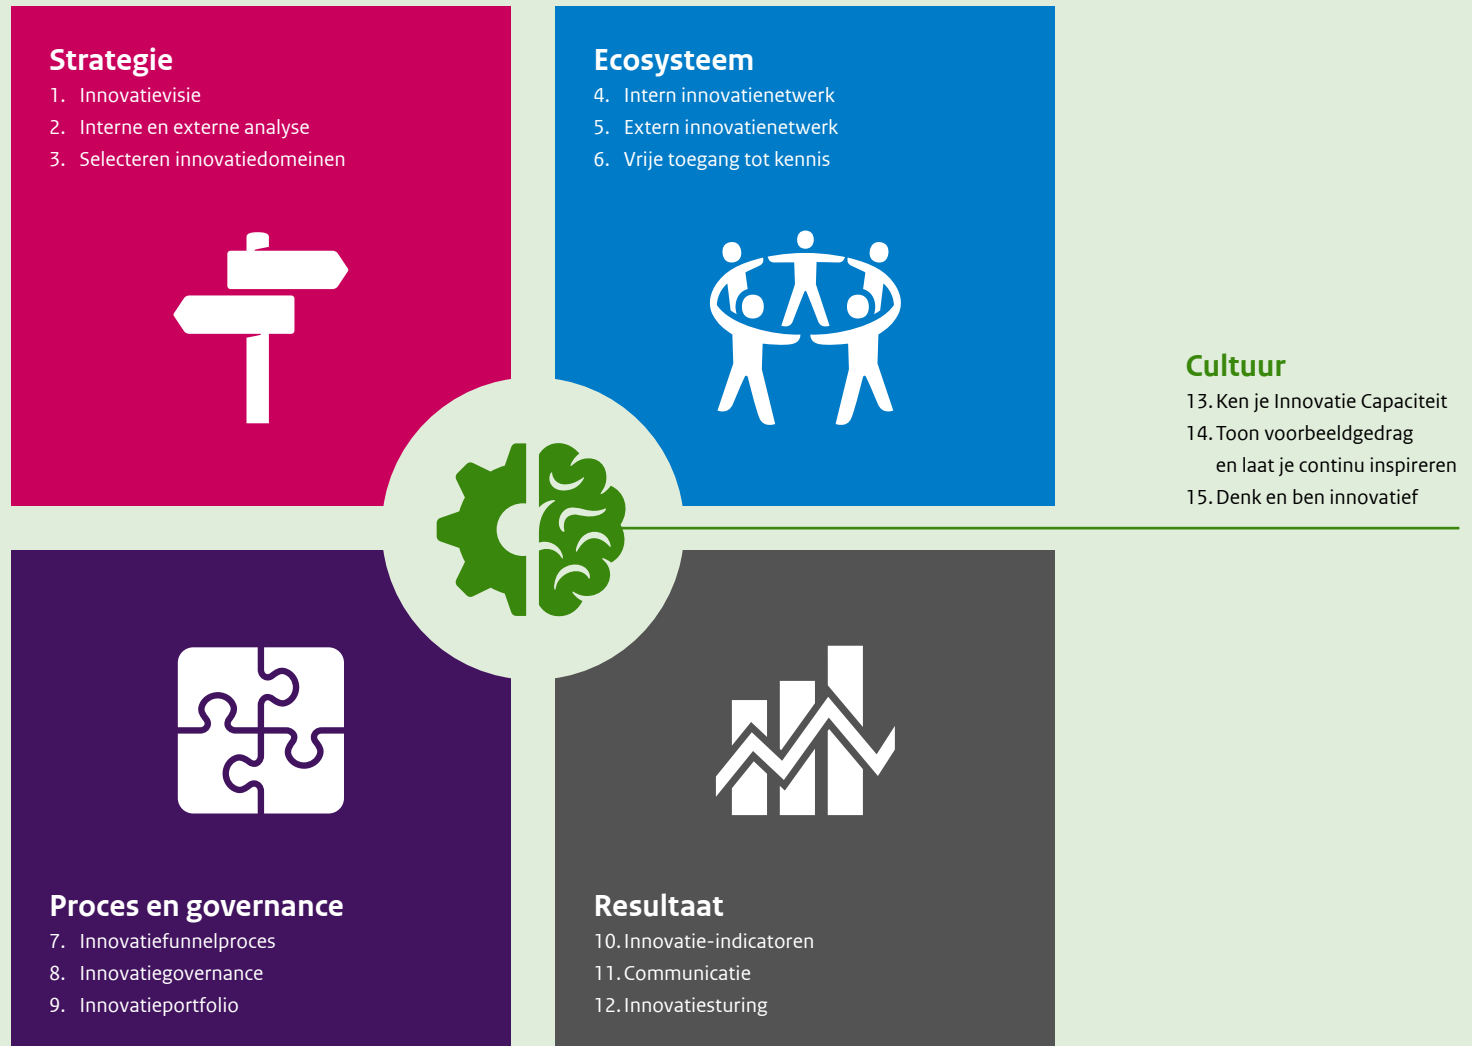 Strategie
1. Innovatievisie
2. Interne en externe analyse
3. Selecteren innovatiedomeinen
Ecosysteem
4. Intern innovatienetwerk
5. Extern innovatienetwerk
6. Vrije toegang tot kennis
Cultuur
13. Ken je Innovatie Capaciteit
14. Toon voorbeeldgedrag
en laat je continu inspireren
15. Denk en ben innovatief
Proces en governance
7. Innovatiefunnelproces
8. Innovatiegovernance
9. Innovatieportfolio
Resultaat
10. Innovatie-indicatoren
11. Communicatie
12. Innovatiesturing